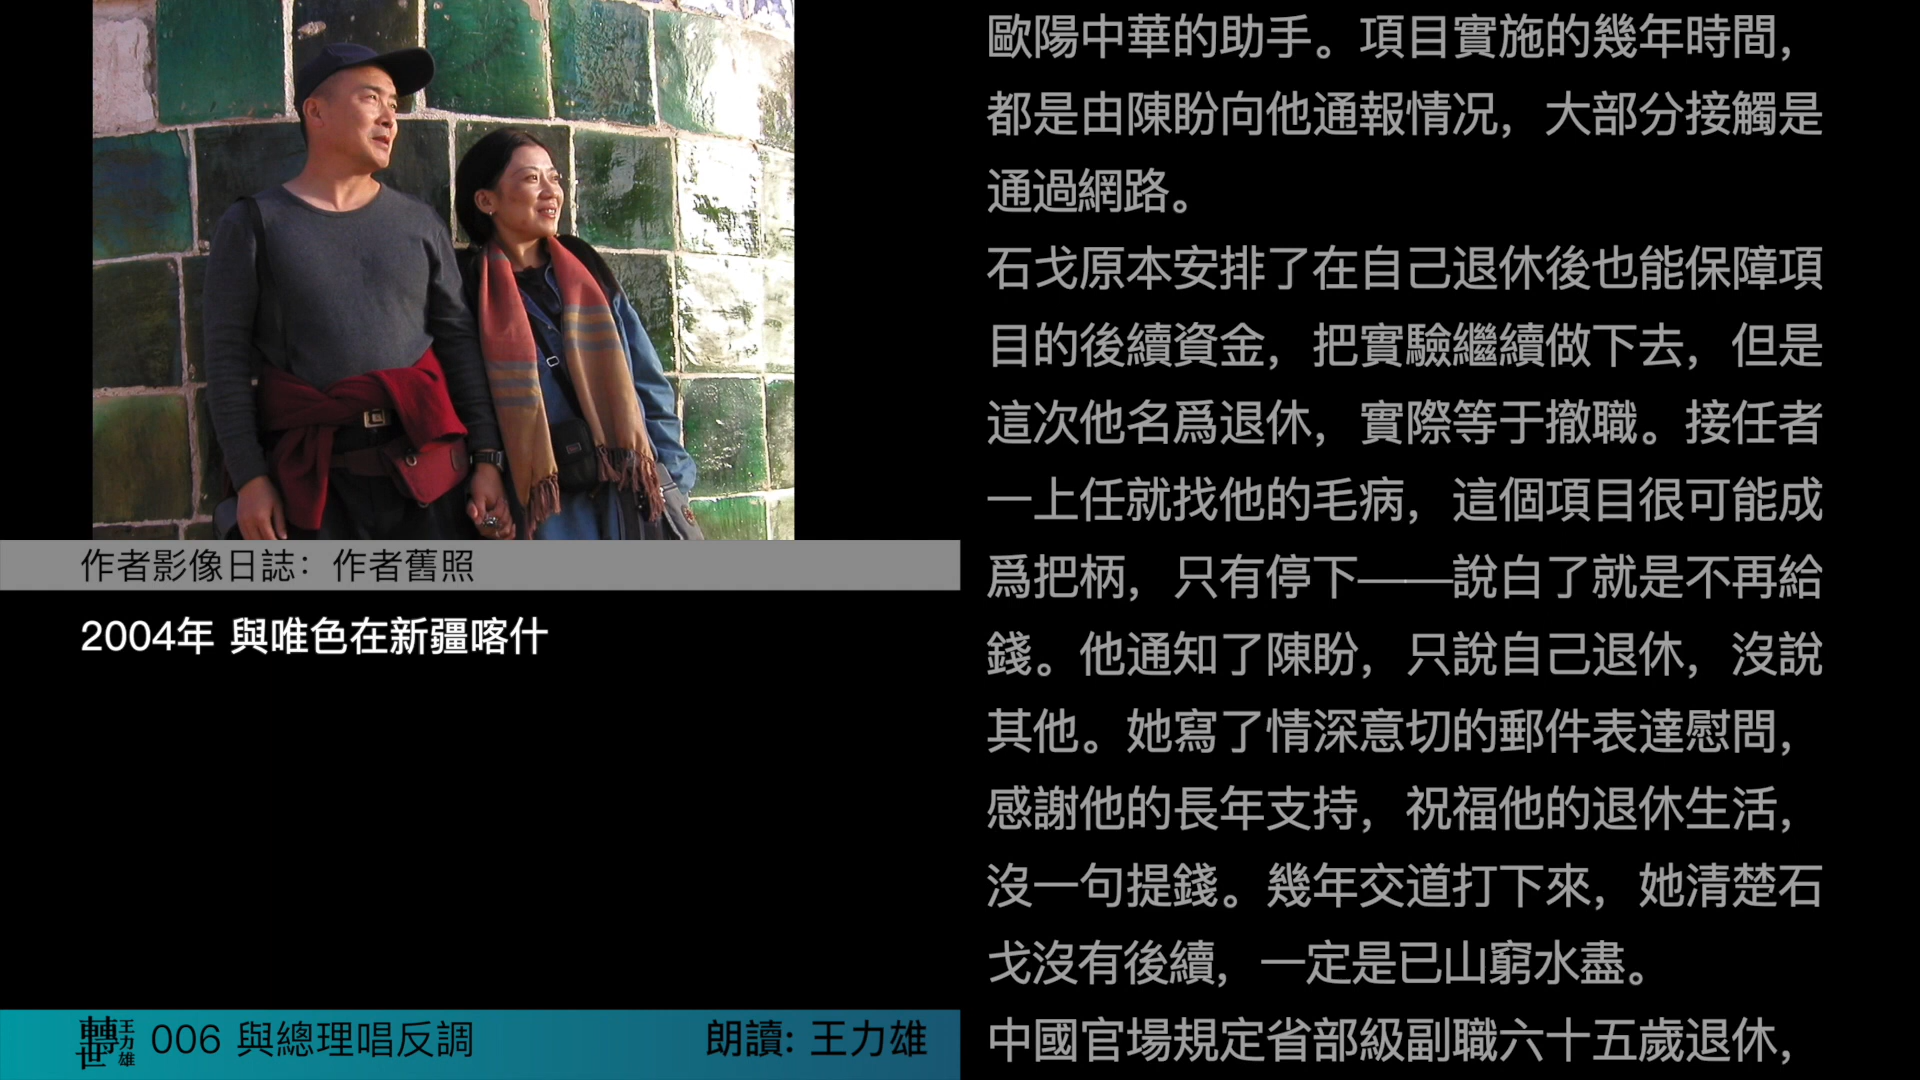 作者影像日誌：作者舊照
2004年 與唯色在新疆喀什
轉世
王力雄
006 與總理唱反調
朗讀: 王力雄
歐陽中華的助手。項目實施的幾年時間，
都是由陳盼向他通報情況，大部分接觸是
通過網路。
石戈原本安排了在自己退休後也能保障項
目的後續資金，把實驗繼續做下去，但是
這次他名爲退休，實際等于撤職。接任者
一上任就找他的毛病，這個項目很可能成
爲把柄，只有停下——説白了就是不再給
錢。他通知了陳盼，只説自己退休，沒説
其他。她寫了情深意切的郵件表達慰問，
感謝他的長年支持，祝福他的退休生活，
沒一句提錢。幾年交道打下來，她清楚石
戈沒有後續，一定是已山窮水盡。
中國官場規定省部級副職六十五歲退休，